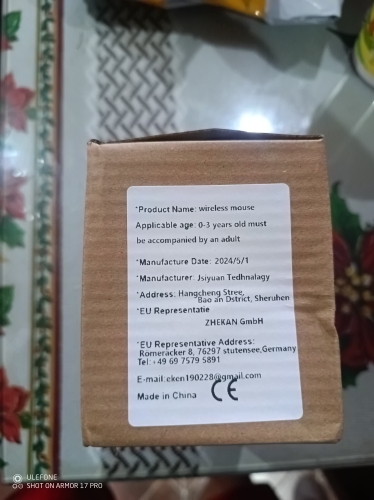 *Product Name: wireless mouse
Applicable age: 0-3 years old must
be accompanied by an adult
*Manufacture Date: 2024/5/1
*Manufacturer: Jsiyuan Tedhnalagy
*Address: Hangcheng Stree,
Bao an Dstrict, Sheruhen
*EU Representatie
ZHEKAN GmbH
*EU Representative Address:
Romeracker 8, 76297 stutensee,Germany
Tel: +49 69 7579 5891
E-mail:eken190228@gmail.com
Made in China CE
ULEFONE
SHOT ON ARMOR 17 PRO